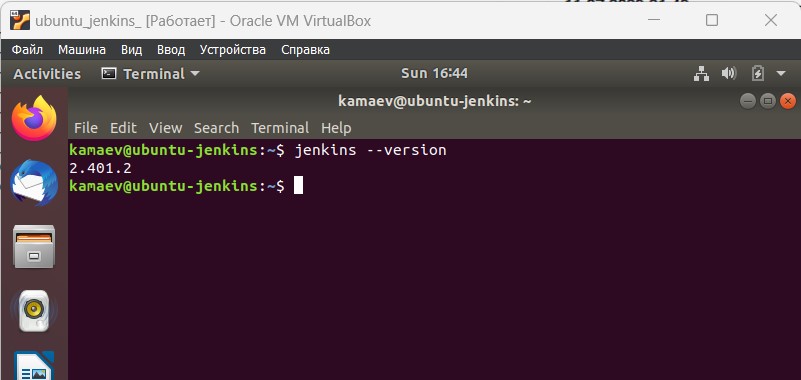 ubuntu_jenkins_ [Работает] - Oracle VM VirtualBox
Файл Машина Вид Ввод Устройства Справка
Activities Terminal Sun 16:44
kamaev@ubuntu-jenkins: ~
File Edit View Search Terminal Help
kamaev@ubuntu-jenkins:~$ jenkins --version
2.401.2
kamaev@ubuntu-jenkins:~$